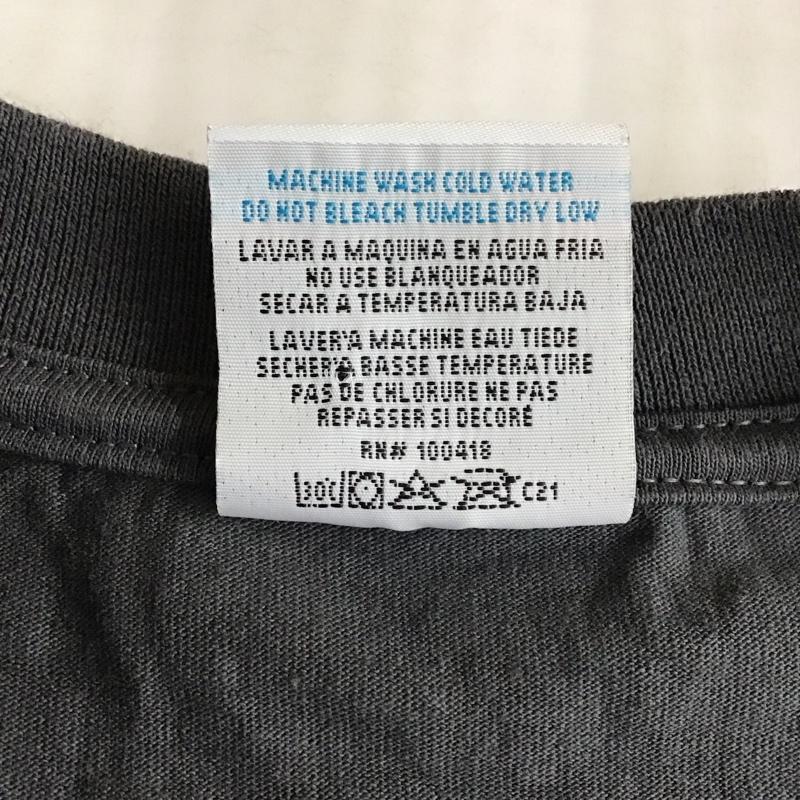 MACHINE WASH COLD WATER
DO NOT BLEACH TUMBLE DRY LOW
LAVAR A MAQUINA EN AGUA FRIA
NO USE BLANQUEADOR
SECAR A TEMPERATURA BAJA
LAVER'A MACHINE EAU TIEDE
SECHER'A BASSE TEMPERATURE
PAS DE CHLORURE NE PAS
REPASSER SI DECORÉ
RN# 100418
30C C21